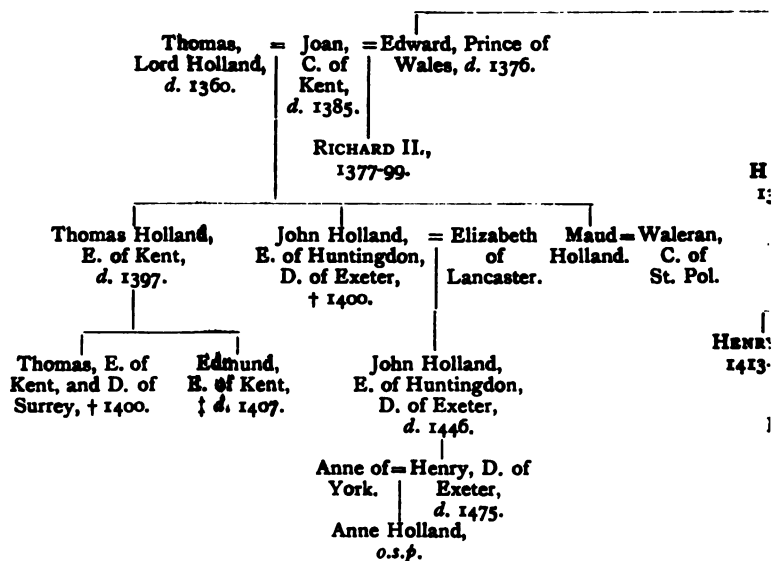 Thomas, = Joan, = Edward, Prince of
Lord Holland, C. of Wales, d. 1376.
d. 1360. Kent,
d. 1385.
RICHARD II.,
1377-99.
H
13
Thomas Holland, John Holland, = Elizabeth Maud = Waleran,
E. of Kent, E. of Huntingdon, of Holland. C. of
d. 1397. D. of Exeter, Lancaster. St. Pol.
† 1400.
HENRY
1413-
Thomas, E. of Edmund, John Holland,
Kent, and D. of E. of Kent, E. of Huntingdon,
Surrey, † 1400. ‡ d. 1407. D. of Exeter,
d. 1446.
Anne of = Henry, D. of
York. Exeter,
d. 1475.
Anne Holland,
o.s.p.